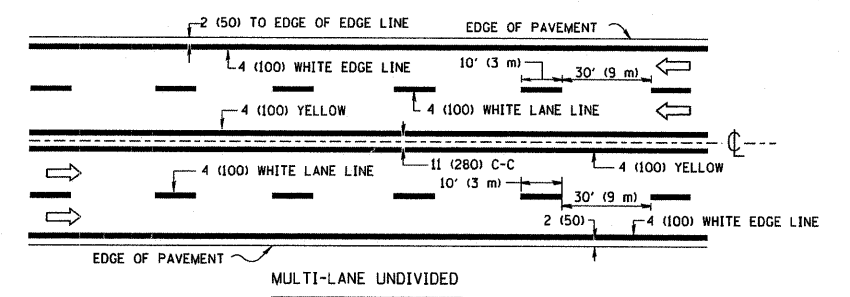 2 (50) TO EDGE OF EDGE LINE
EDGE OF PAVEMENT
4 (100) WHITE EDGE LINE
10' (3 m)
30' (9 m)
4 (100) YELLOW
4 (100) WHITE LANE LINE
4 (100) WHITE LANE LINE
11 (280) C-C
4 (100) YELLOW
10' (3 m)
30' (9 m)
2 (50)
4 (100) WHITE EDGE LINE
EDGE OF PAVEMENT
MULTI-LANE UNDIVIDED